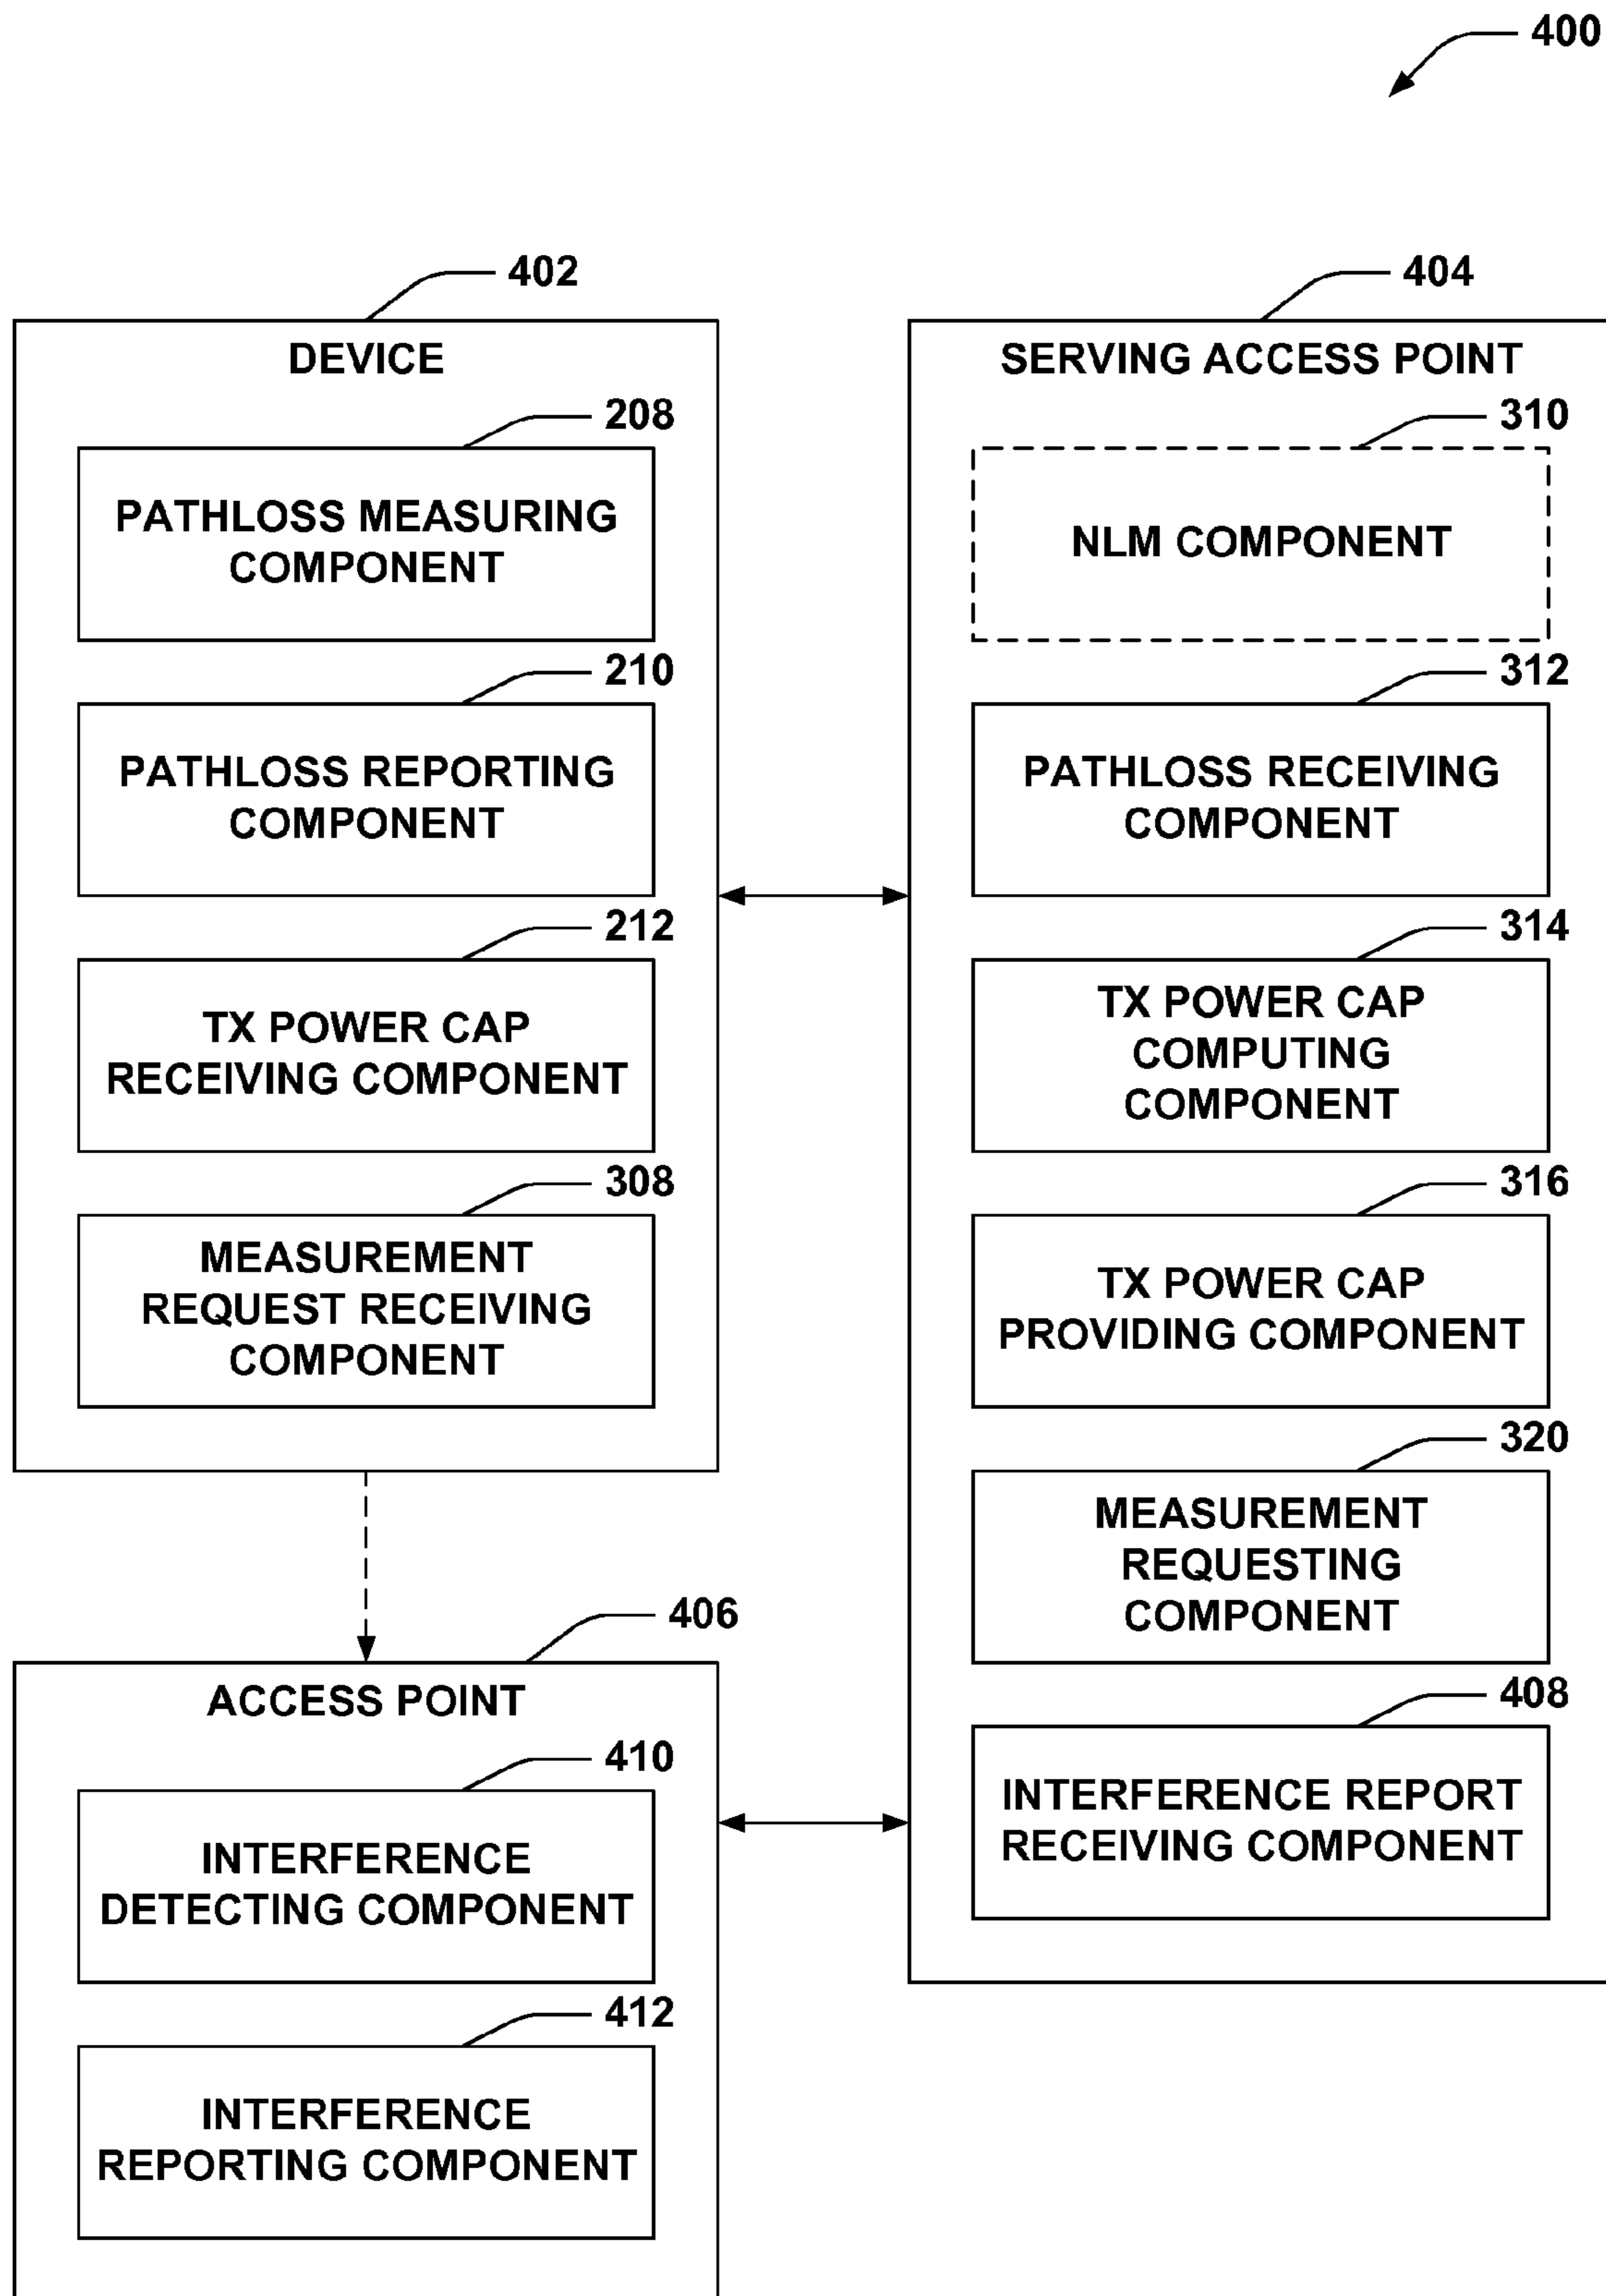 400
402
DEVICE
208
PATHLOSS MEASURING
COMPONENT
210
PATHLOSS REPORTING
COMPONENT
212
TX POWER CAP
RECEIVING COMPONENT
308
MEASUREMENT
REQUEST RECEIVING
COMPONENT
404
SERVING ACCESS POINT
310
NLM COMPONENT
312
PATHLOSS RECEIVING
COMPONENT
314
TX POWER CAP
COMPUTING
COMPONENT
316
TX POWER CAP
PROVIDING COMPONENT
320
MEASUREMENT
REQUESTING
COMPONENT
408
INTERFERENCE REPORT
RECEIVING COMPONENT
406
ACCESS POINT
410
INTERFERENCE
DETECTING COMPONENT
412
INTERFERENCE
REPORTING COMPONENT